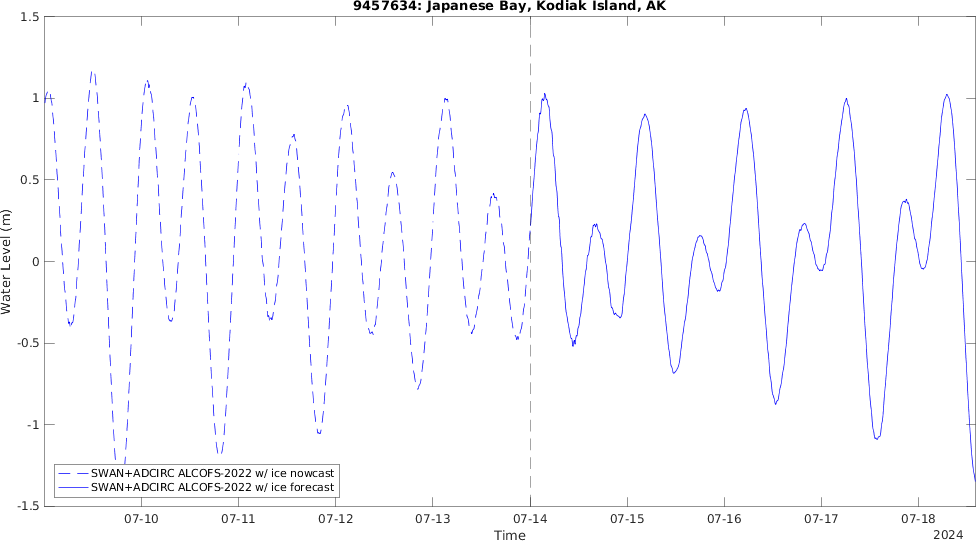 9457634: Japanese Bay, Kodiak Island, AK
1.5
1
0.5
0
-0.5
-1
-1.5
Water Level (m)
SWAN+ADCIRC ALCOFS-2022 w/ ice nowcast
SWAN+ADCIRC ALCOFS-2022 w/ ice forecast
07-10 07-11 07-12 07-13 07-14 07-15 07-16 07-17 07-18
Time
2024